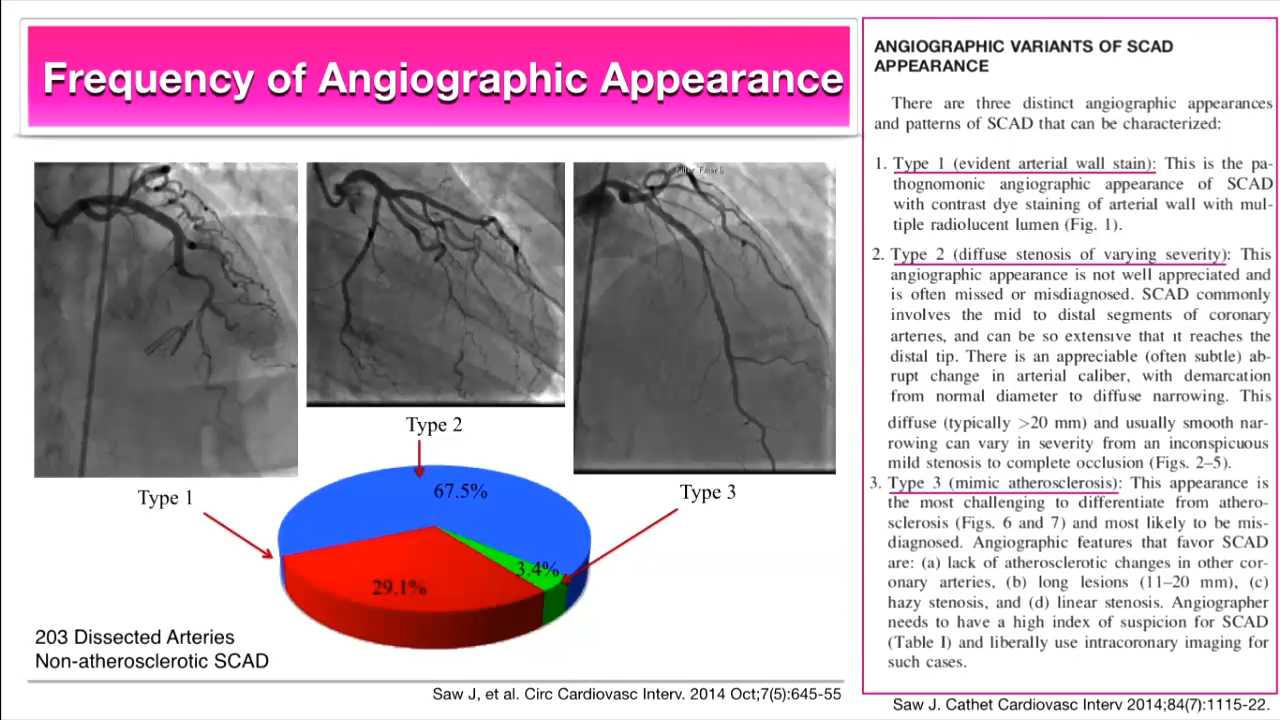 Frequency of Angiographic Appearance
Type 1
Type 2
Type 3
67.5%
29.1%
3.4%
203 Dissected Arteries
Non-atherosclerotic SCAD
Saw J, et al. Circ Cardiovasc Interv. 2014 Oct;7(5):645-55
ANGIOGRAPHIC VARIANTS OF SCAD
APPEARANCE
There are three distinct angiographic appearances
and patterns of SCAD that can be characterized:
1. Type 1 (evident arterial wall stain): This is the pa-
thognomonic angiographic appearance of SCAD
with contrast dye staining of arterial wall with mul-
tiple radiolucent lumen (Fig. 1).
2. Type 2 (diffuse stenosis of varying severity): This
angiographic appearance is not well appreciated and
is often missed or misdiagnosed. SCAD commonly
involves the mid to distal segments of coronary
arteries, and can be so extensive that it reaches the
distal tip. There is an appreciable (often subtle) ab-
rupt change in arterial caliber, with demarcation
from normal diameter to diffuse narrowing. This
diffuse (typically >20 mm) and usually smooth nar-
rowing can vary in severity from an inconspicuous
mild stenosis to complete occlusion (Figs. 2–5).
3. Type 3 (mimic atherosclerosis): This appearance is
the most challenging to differentiate from athero-
sclerosis (Figs. 6 and 7) and most likely to be mis-
diagnosed. Angiographic features that favor SCAD
are: (a) lack of atherosclerotic changes in other cor-
onary arteries, (b) long lesions (11–20 mm), (c)
hazy stenosis, and (d) linear stenosis. Angiographer
needs to have a high index of suspicion for SCAD
(Table I) and liberally use intracoronary imaging for
such cases.
Saw J. Cathet Cardiovasc Interv 2014;84(7):1115-22.